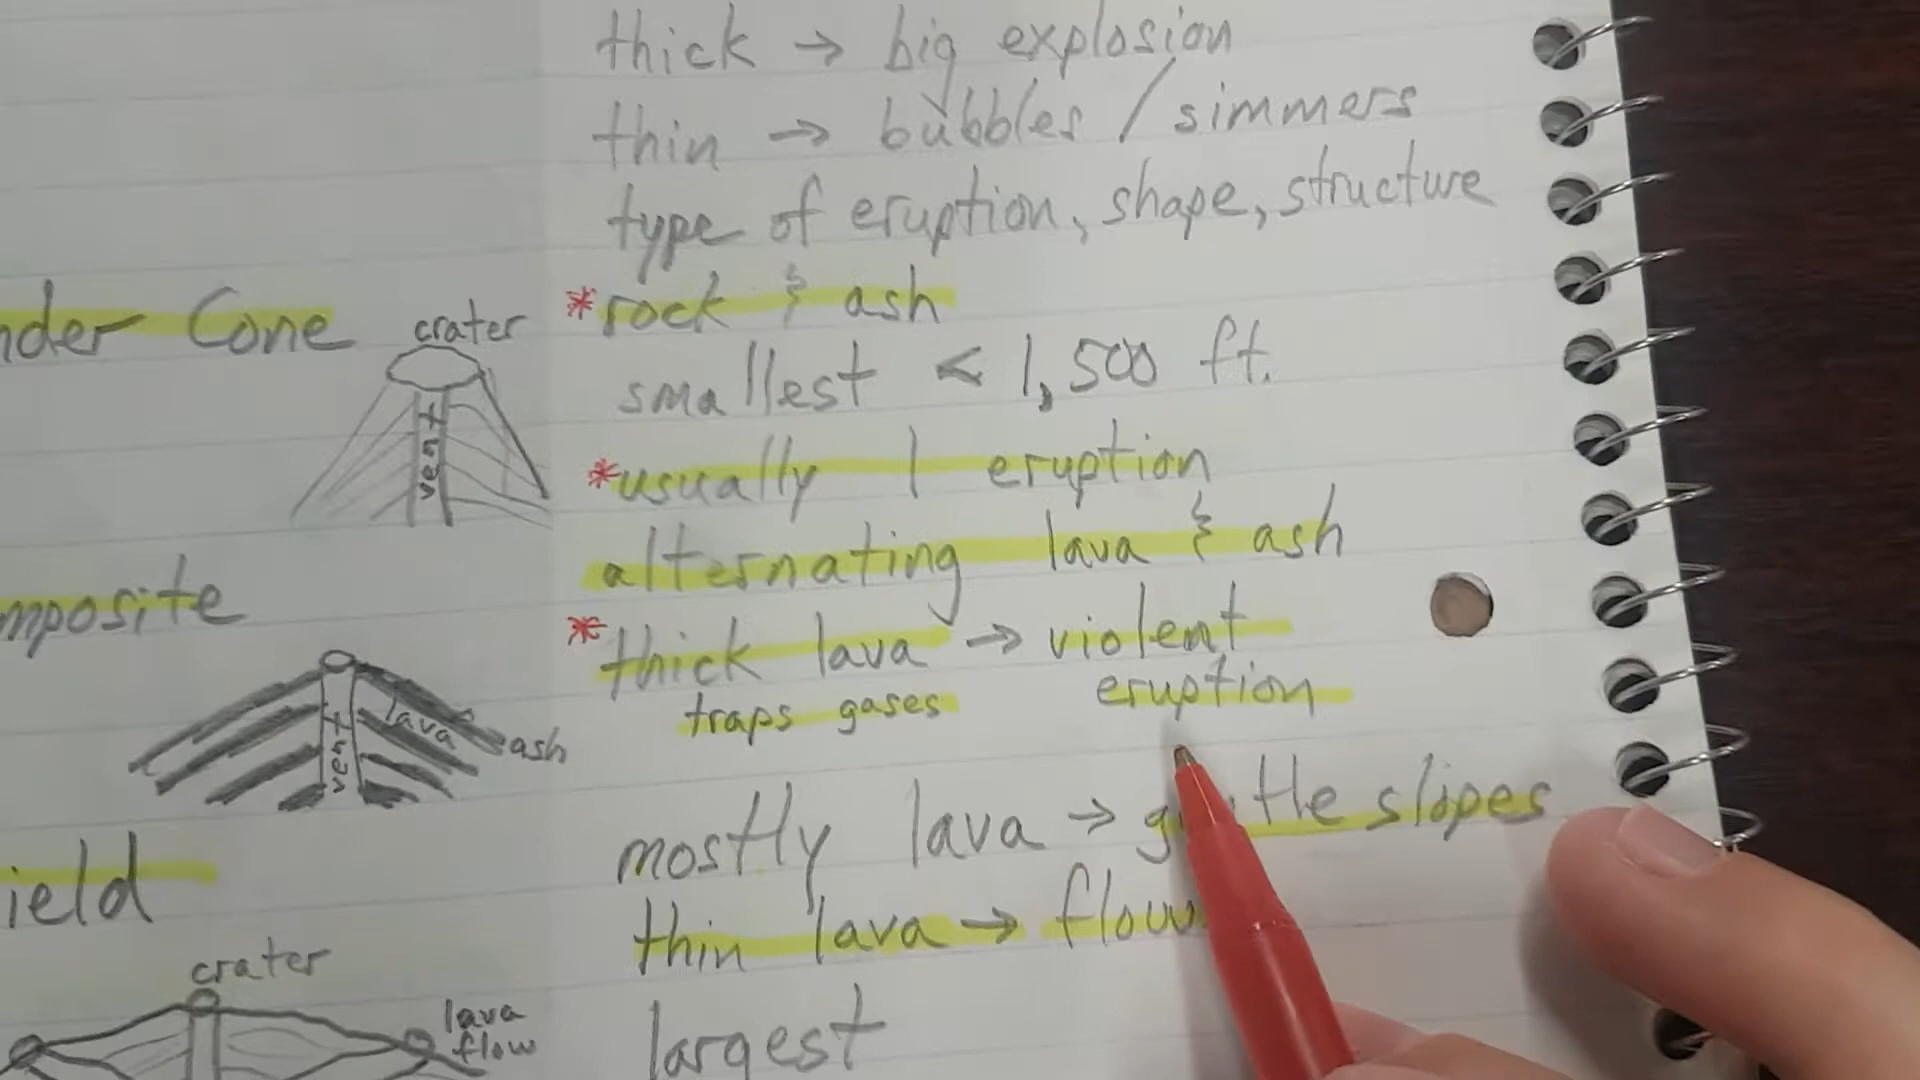 thick → big explosion
thin → bubbles / simmers
type of eruption, shape, structure
nder Cone
crater
vent
*rock & ash
smallest < 1,500 ft.
*usually 1 eruption
mposite
vent
lava
ash
alternating lava & ash
*thick lava → violent
traps gases
eruption
ield
crater
lava
flow
mostly lava → gentle slopes
thin lava → flow
largest